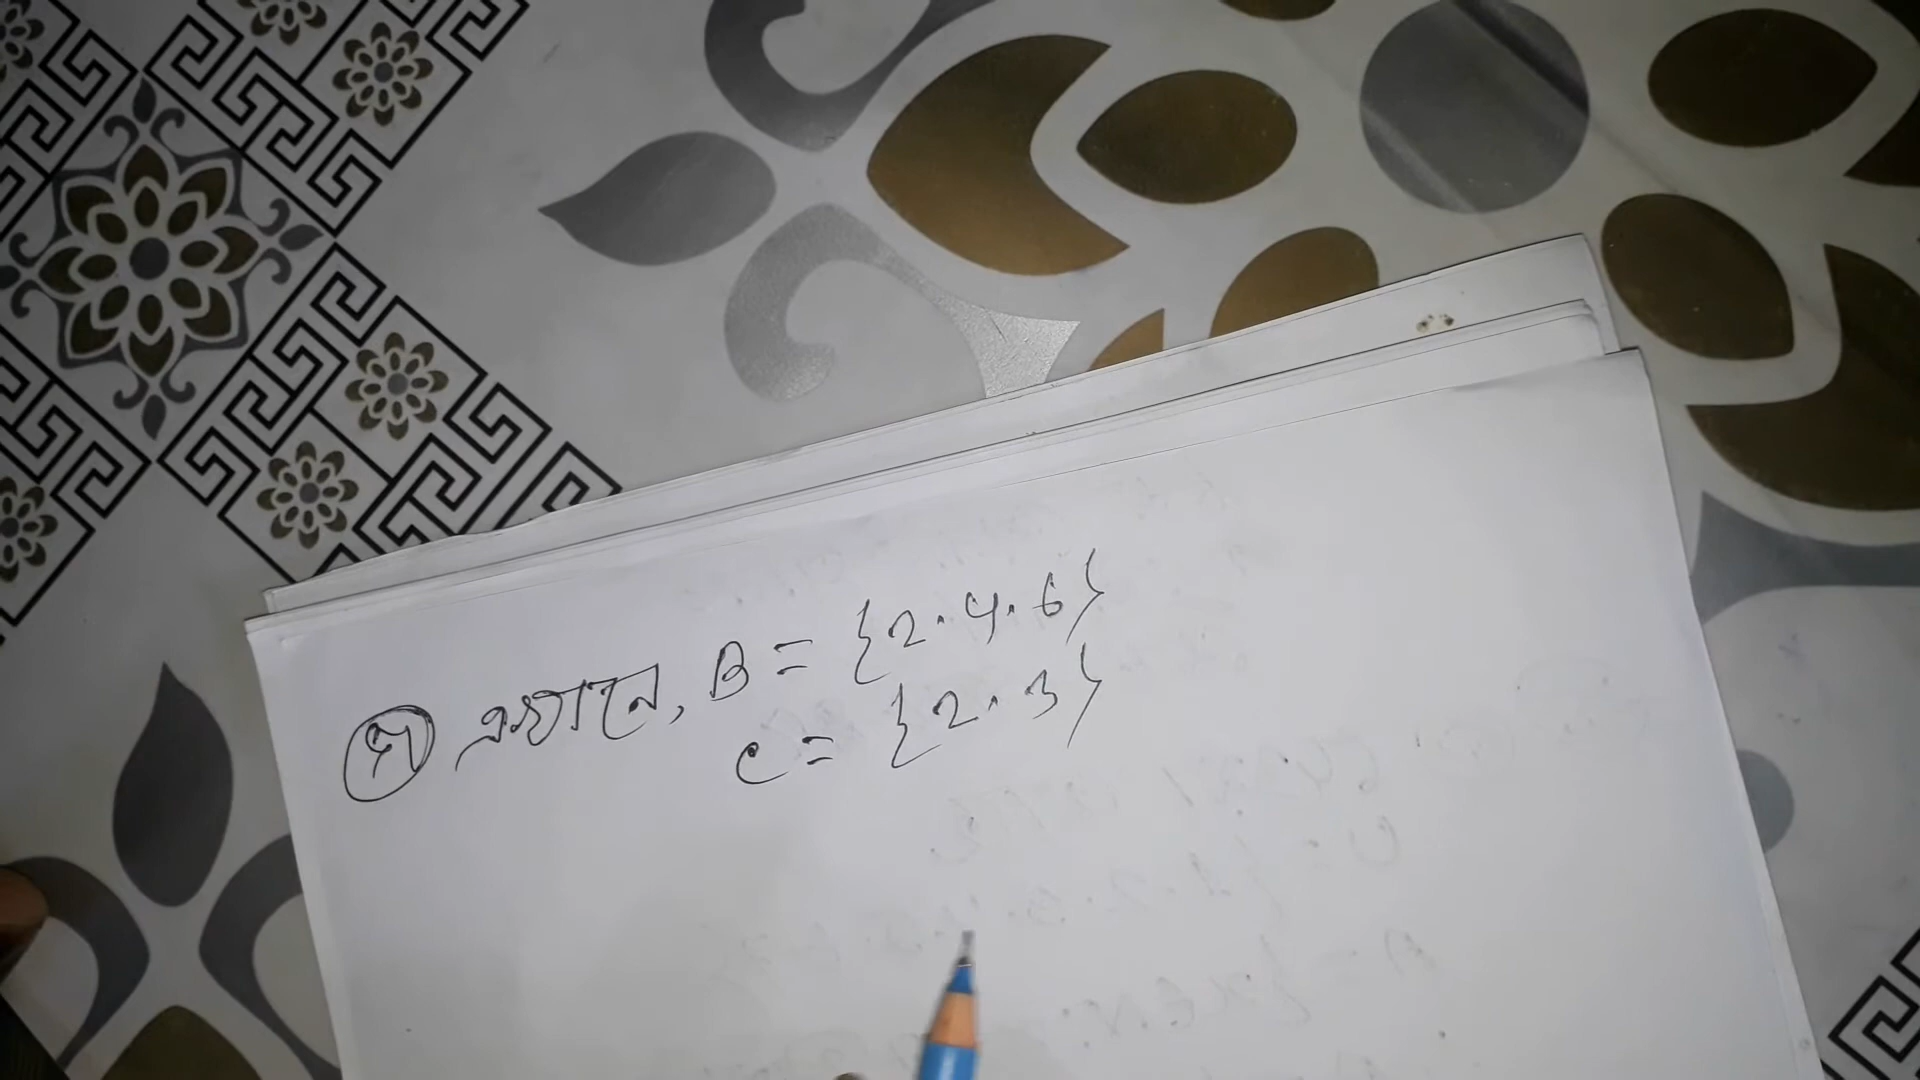 গ এখানে, B = {2.4.6}
C = {2.3}